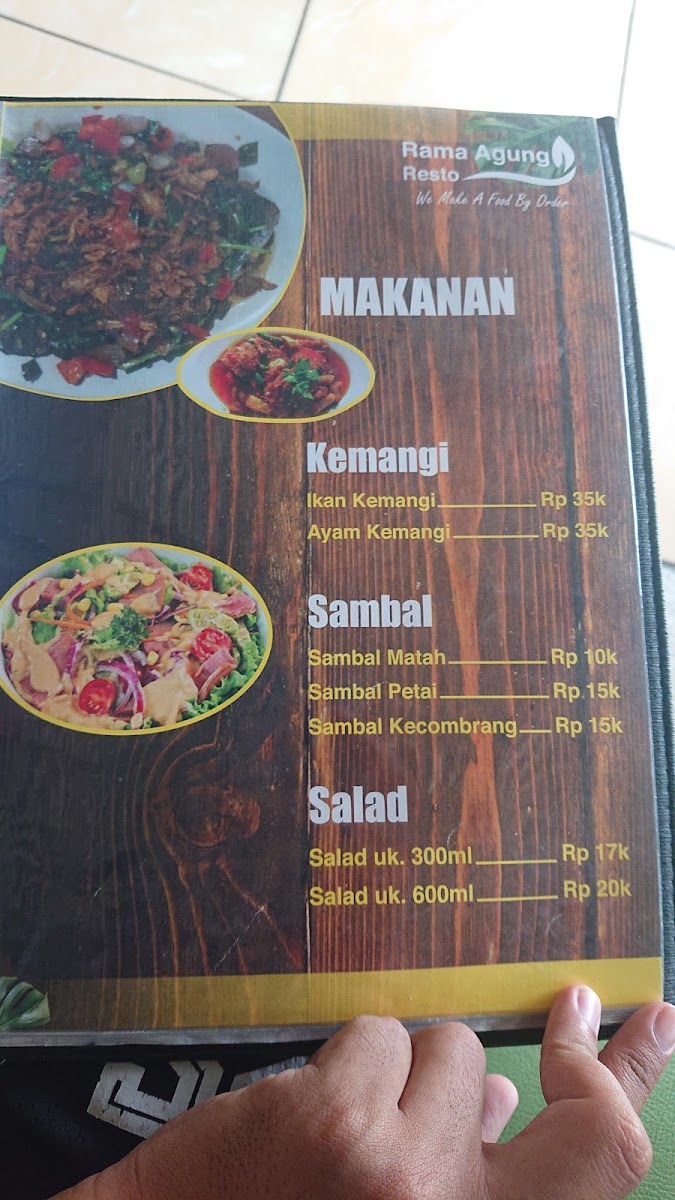 Rama Agung
Resto
We Make A Food By Order
MAKANAN
Kemangi
Ikan Kemangi Rp 35k
Ayam Kemangi Rp 35k
Sambal
Sambal Matah Rp 10k
Sambal Petai Rp 15k
Sambal Kecombrang Rp 15k
Salad
Salad uk. 300ml Rp 17k
Salad uk. 600ml Rp 20k